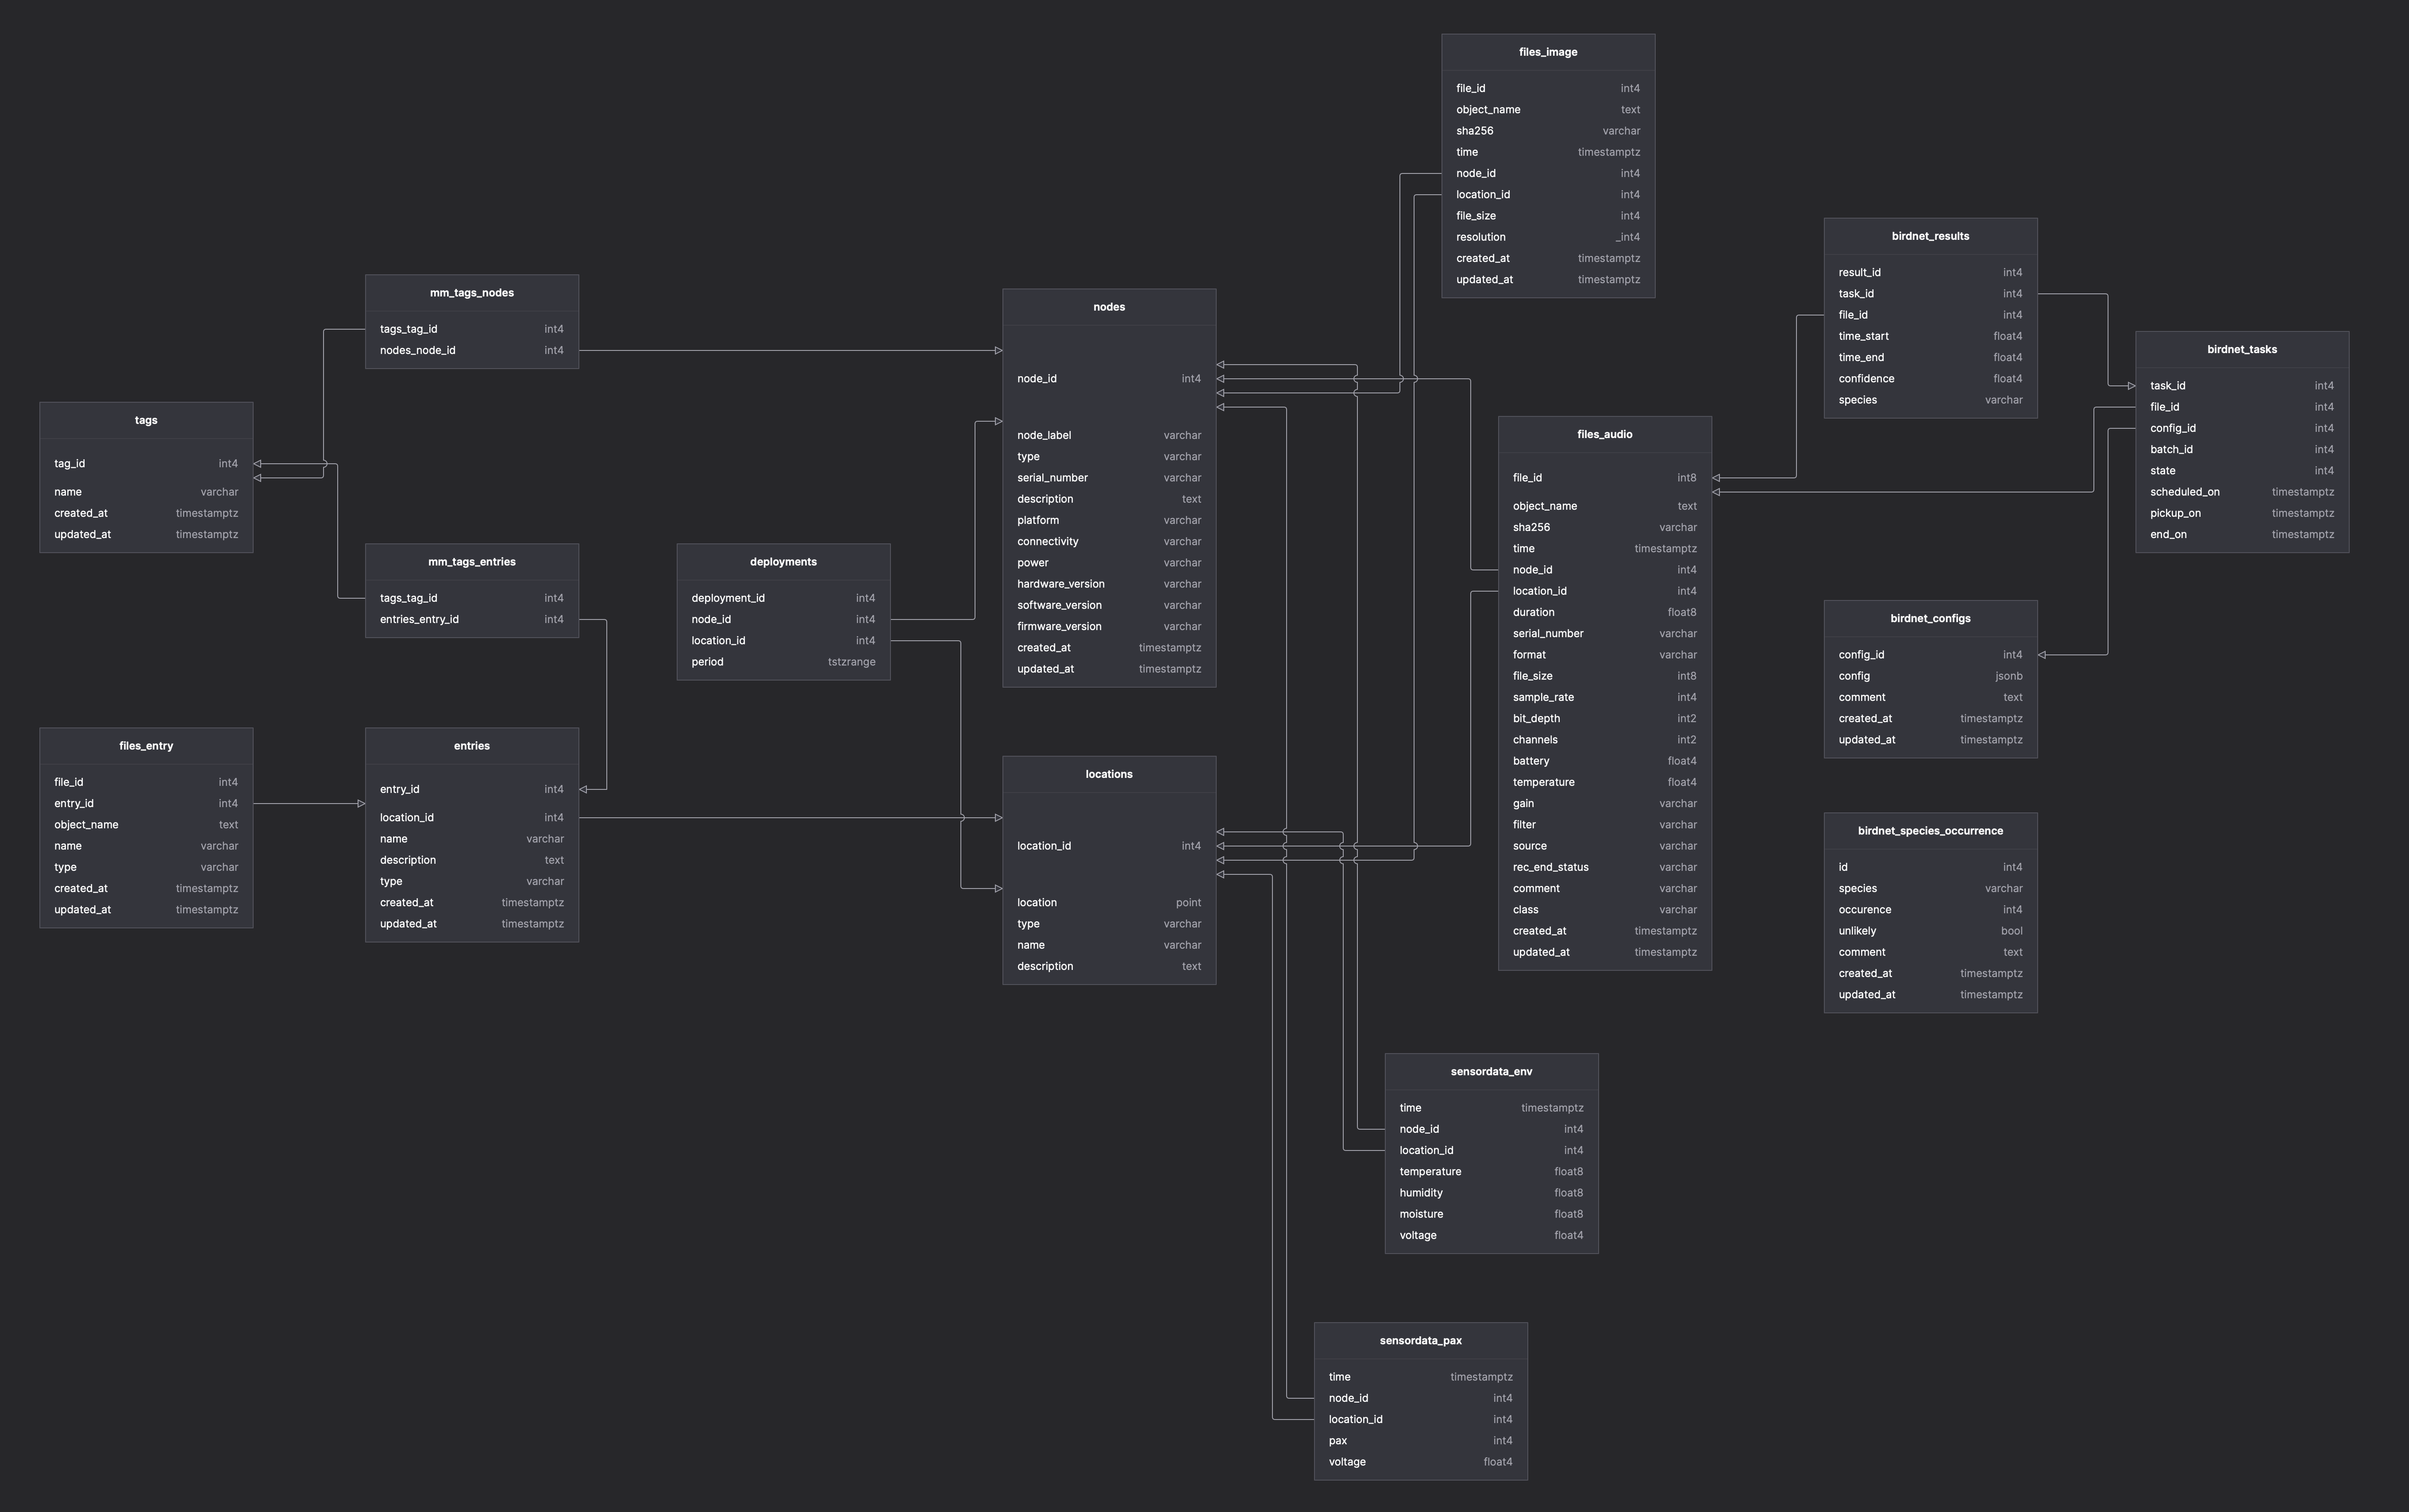 files_image
file_id int4
object_name text
sha256 varchar
time timestamptz
node_id int4
location_id int4
file_size int4
resolution _int4
created_at timestamptz
updated_at timestamptz
birdnet_results
result_id int4
task_id int4
file_id int4
time_start float4
time_end float4
confidence float4
species varchar
mm_tags_nodes
tags_tag_id int4
nodes_node_id int4
nodes
node_id int4
node_label varchar
type varchar
serial_number varchar
description text
platform varchar
connectivity varchar
power varchar
hardware_version varchar
software_version varchar
firmware_version varchar
created_at timestamptz
updated_at timestamptz
birdnet_tasks
task_id int4
file_id int4
config_id int4
batch_id int4
state int4
scheduled_on timestamptz
pickup_on timestamptz
end_on timestamptz
tags
tag_id int4
name varchar
created_at timestamptz
updated_at timestamptz
files_audio
file_id int8
object_name text
sha256 varchar
time timestamptz
node_id int4
location_id int4
duration float8
serial_number varchar
format varchar
file_size int8
sample_rate int4
bit_depth int2
channels int2
battery float4
temperature float4
gain varchar
filter varchar
source varchar
rec_end_status varchar
comment varchar
class varchar
created_at timestamptz
updated_at timestamptz
mm_tags_entries
tags_tag_id int4
entries_entry_id int4
deployments
deployment_id int4
node_id int4
location_id int4
period tstzrange
birdnet_configs
config_id int4
config jsonb
comment text
created_at timestamptz
updated_at timestamptz
files_entry
file_id int4
entry_id int4
object_name text
name varchar
type varchar
created_at timestamptz
updated_at timestamptz
entries
entry_id int4
location_id int4
name varchar
description text
type varchar
created_at timestamptz
updated_at timestamptz
locations
location_id int4
location point
type varchar
name varchar
description text
birdnet_species_occurrence
id int4
species varchar
occurence int4
unlikely bool
comment text
created_at timestamptz
updated_at timestamptz
sensordata_env
time timestamptz
node_id int4
location_id int4
temperature float8
humidity float8
moisture float8
voltage float4
sensordata_pax
time timestamptz
node_id int4
location_id int4
pax int4
voltage float4